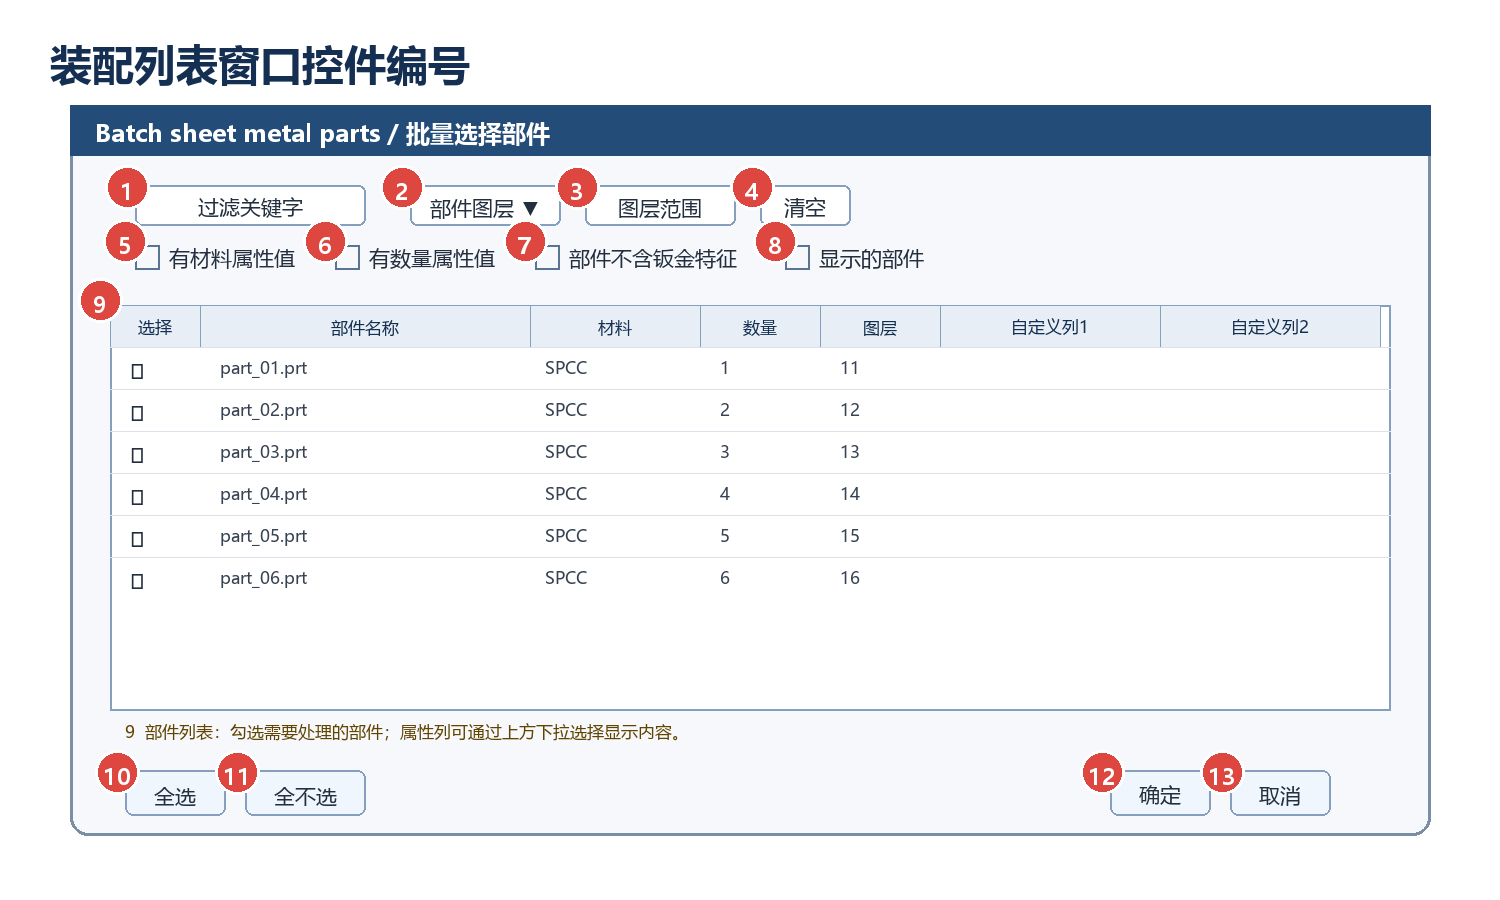 装配列表窗口控件编号
Batch sheet metal parts / 批量选择部件
1 过滤关键字 2 部件图层 ▼ 3 图层范围 4 清空
5 有材料属性值 6 有数量属性值 7 部件不含钣金特征 8 显示的部件
9
选择 部件名称 材料 数量 图层 自定义列1 自定义列2
part_01.prt SPCC 1 11
part_02.prt SPCC 2 12
part_03.prt SPCC 3 13
part_04.prt SPCC 4 14
part_05.prt SPCC 5 15
part_06.prt SPCC 6 16
9 部件列表：勾选需要处理的部件；属性列可通过上方下拉选择显示内容。
10 全选 11 全不选 12 确定 13 取消